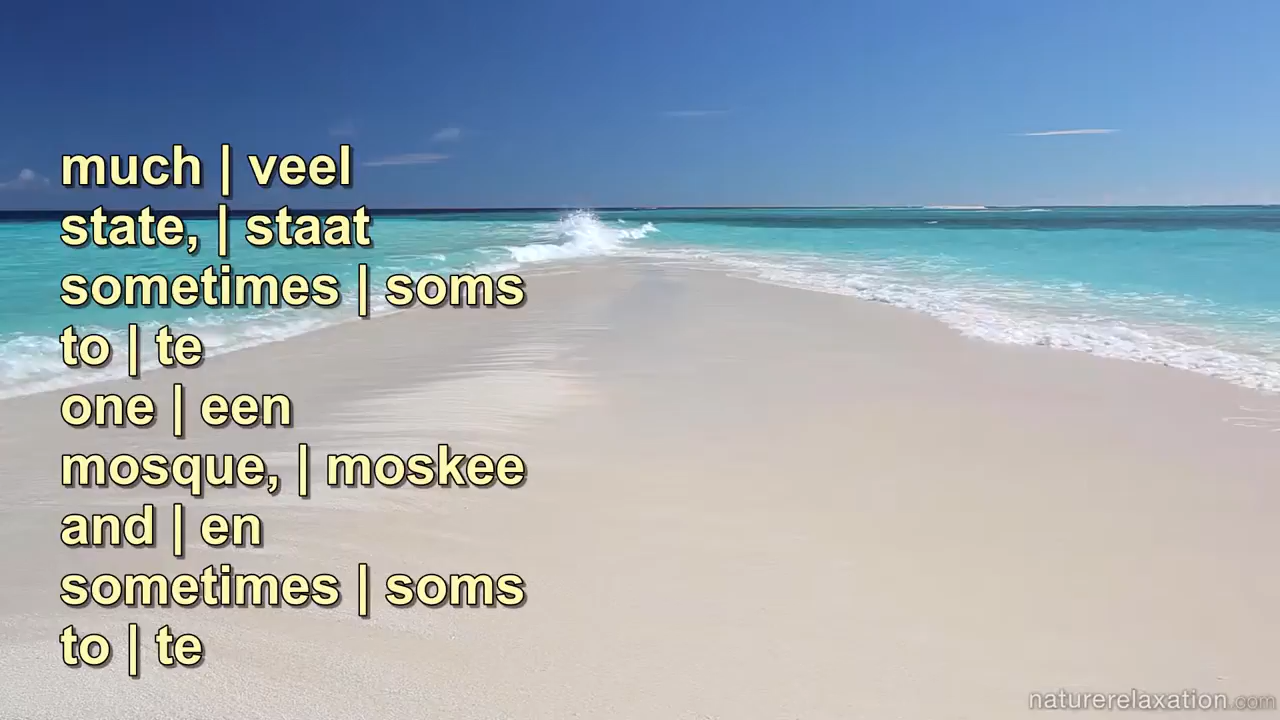 much | veel
state, | staat
sometimes | soms
to | te
one | een
mosque, | moskee
and | en
sometimes | soms
to | te
naturerelaxation.com